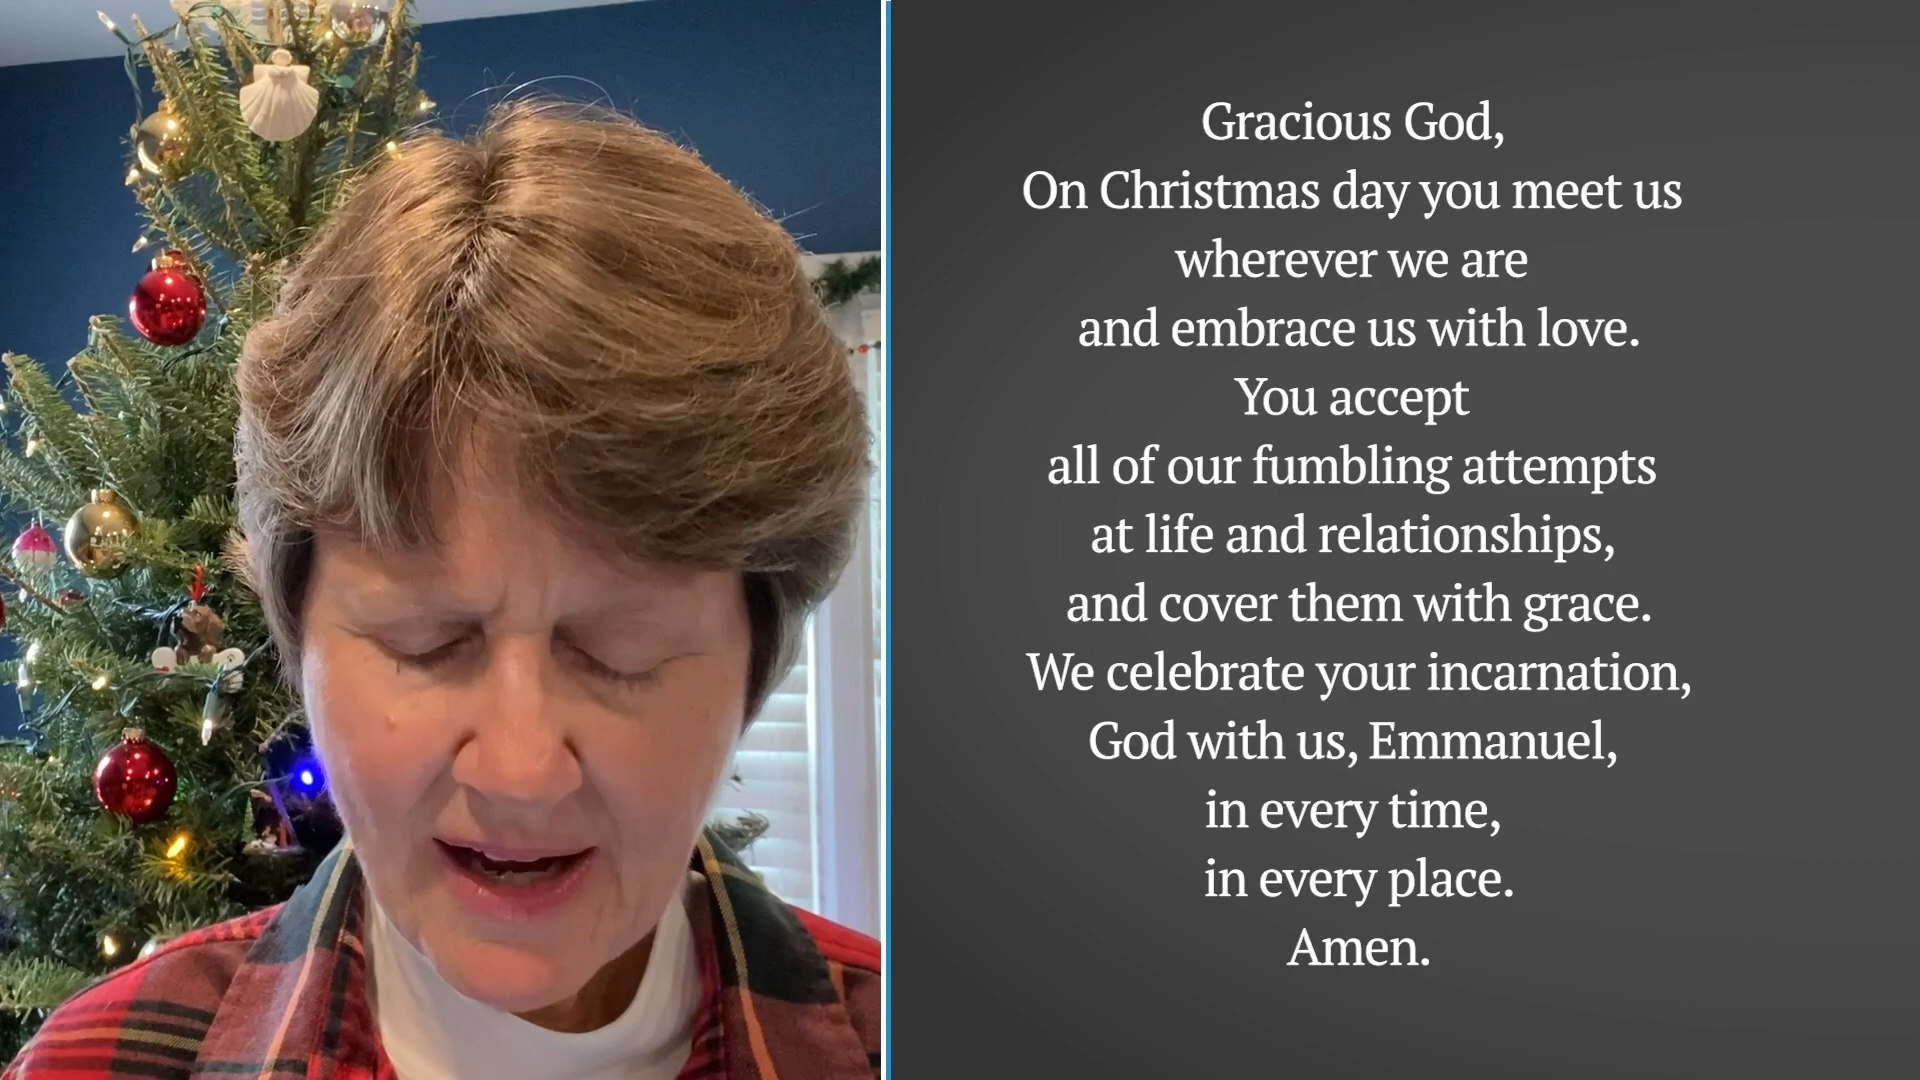 Gracious God,
On Christmas day you meet us
wherever we are
and embrace us with love.
You accept
all of our fumbling attempts
at life and relationships,
and cover them with grace.
We celebrate your incarnation,
God with us, Emmanuel,
in every time,
in every place.
Amen.